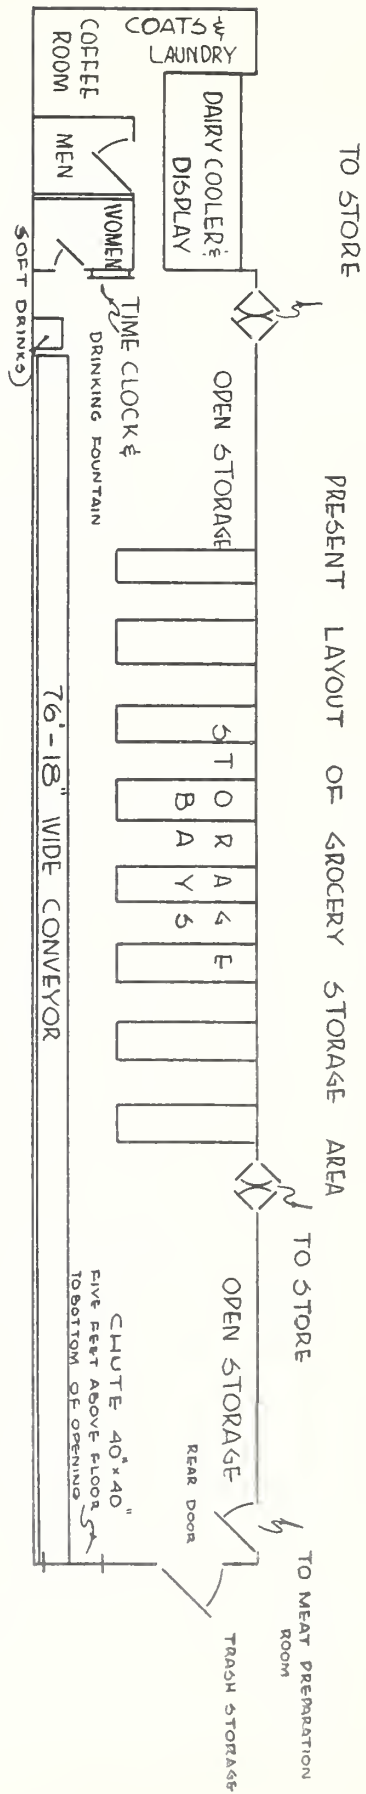 PRESENT LAYOUT OF GROCERY STORAGE AREA
TO STORE
TO STORE
TO MEAT PREPARATION
ROOM
COATS &
LAUNDRY
DAIRY COOLER &
DISPLAY
OPEN STORAGE
STORAGE
BAYS
OPEN STORAGE
REAR DOOR
TRASH STORAGE
COFFEE
ROOM
MEN
WOMEN
TIME CLOCK &
DRINKING FOUNTAIN
SOFT DRINKS
76'-18" WIDE CONVEYOR
CHUTE 40"x40"
FIVE FEET ABOVE FLOOR
TO BOTTOM OF OPENING